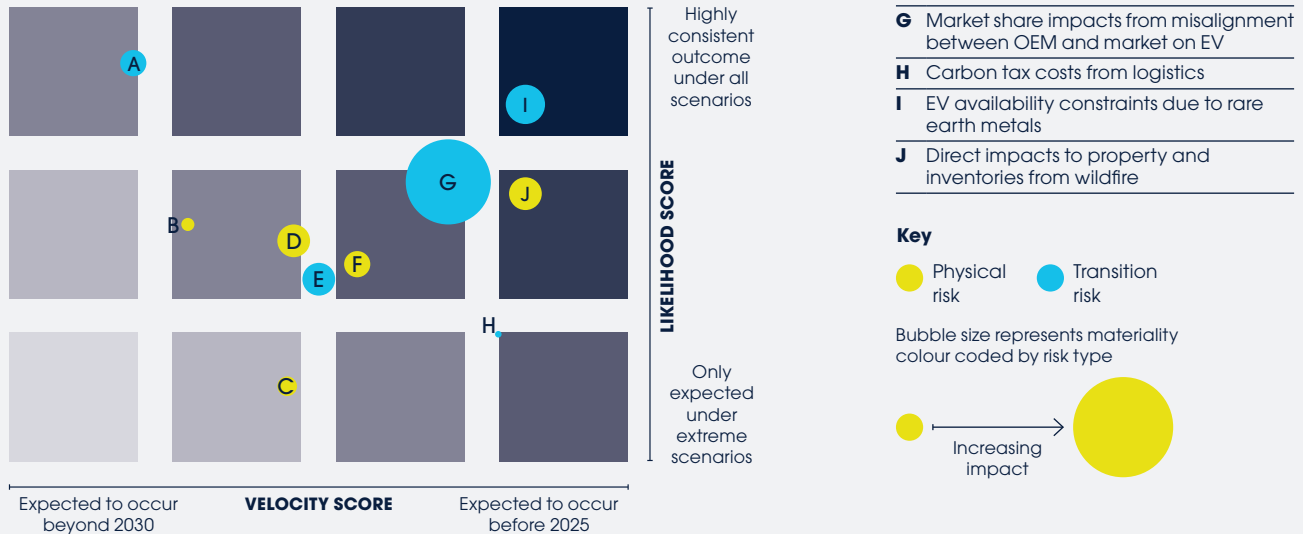 A
B
C
D
E
F
G
H
I
J
Highly
consistent
outcome
under all
scenarios
LIKELIHOOD SCORE
Only
expected
under
extreme
scenarios
Expected to occur
beyond 2030
VELOCITY SCORE
Expected to occur
before 2025
G Market share impacts from misalignment
between OEM and market on EV
H Carbon tax costs from logistics
I EV availability constraints due to rare
earth metals
J Direct impacts to property and
inventories from wildfire
Key
Physical
risk
Transition
risk
Bubble size represents materiality
colour coded by risk type
Increasing
impact